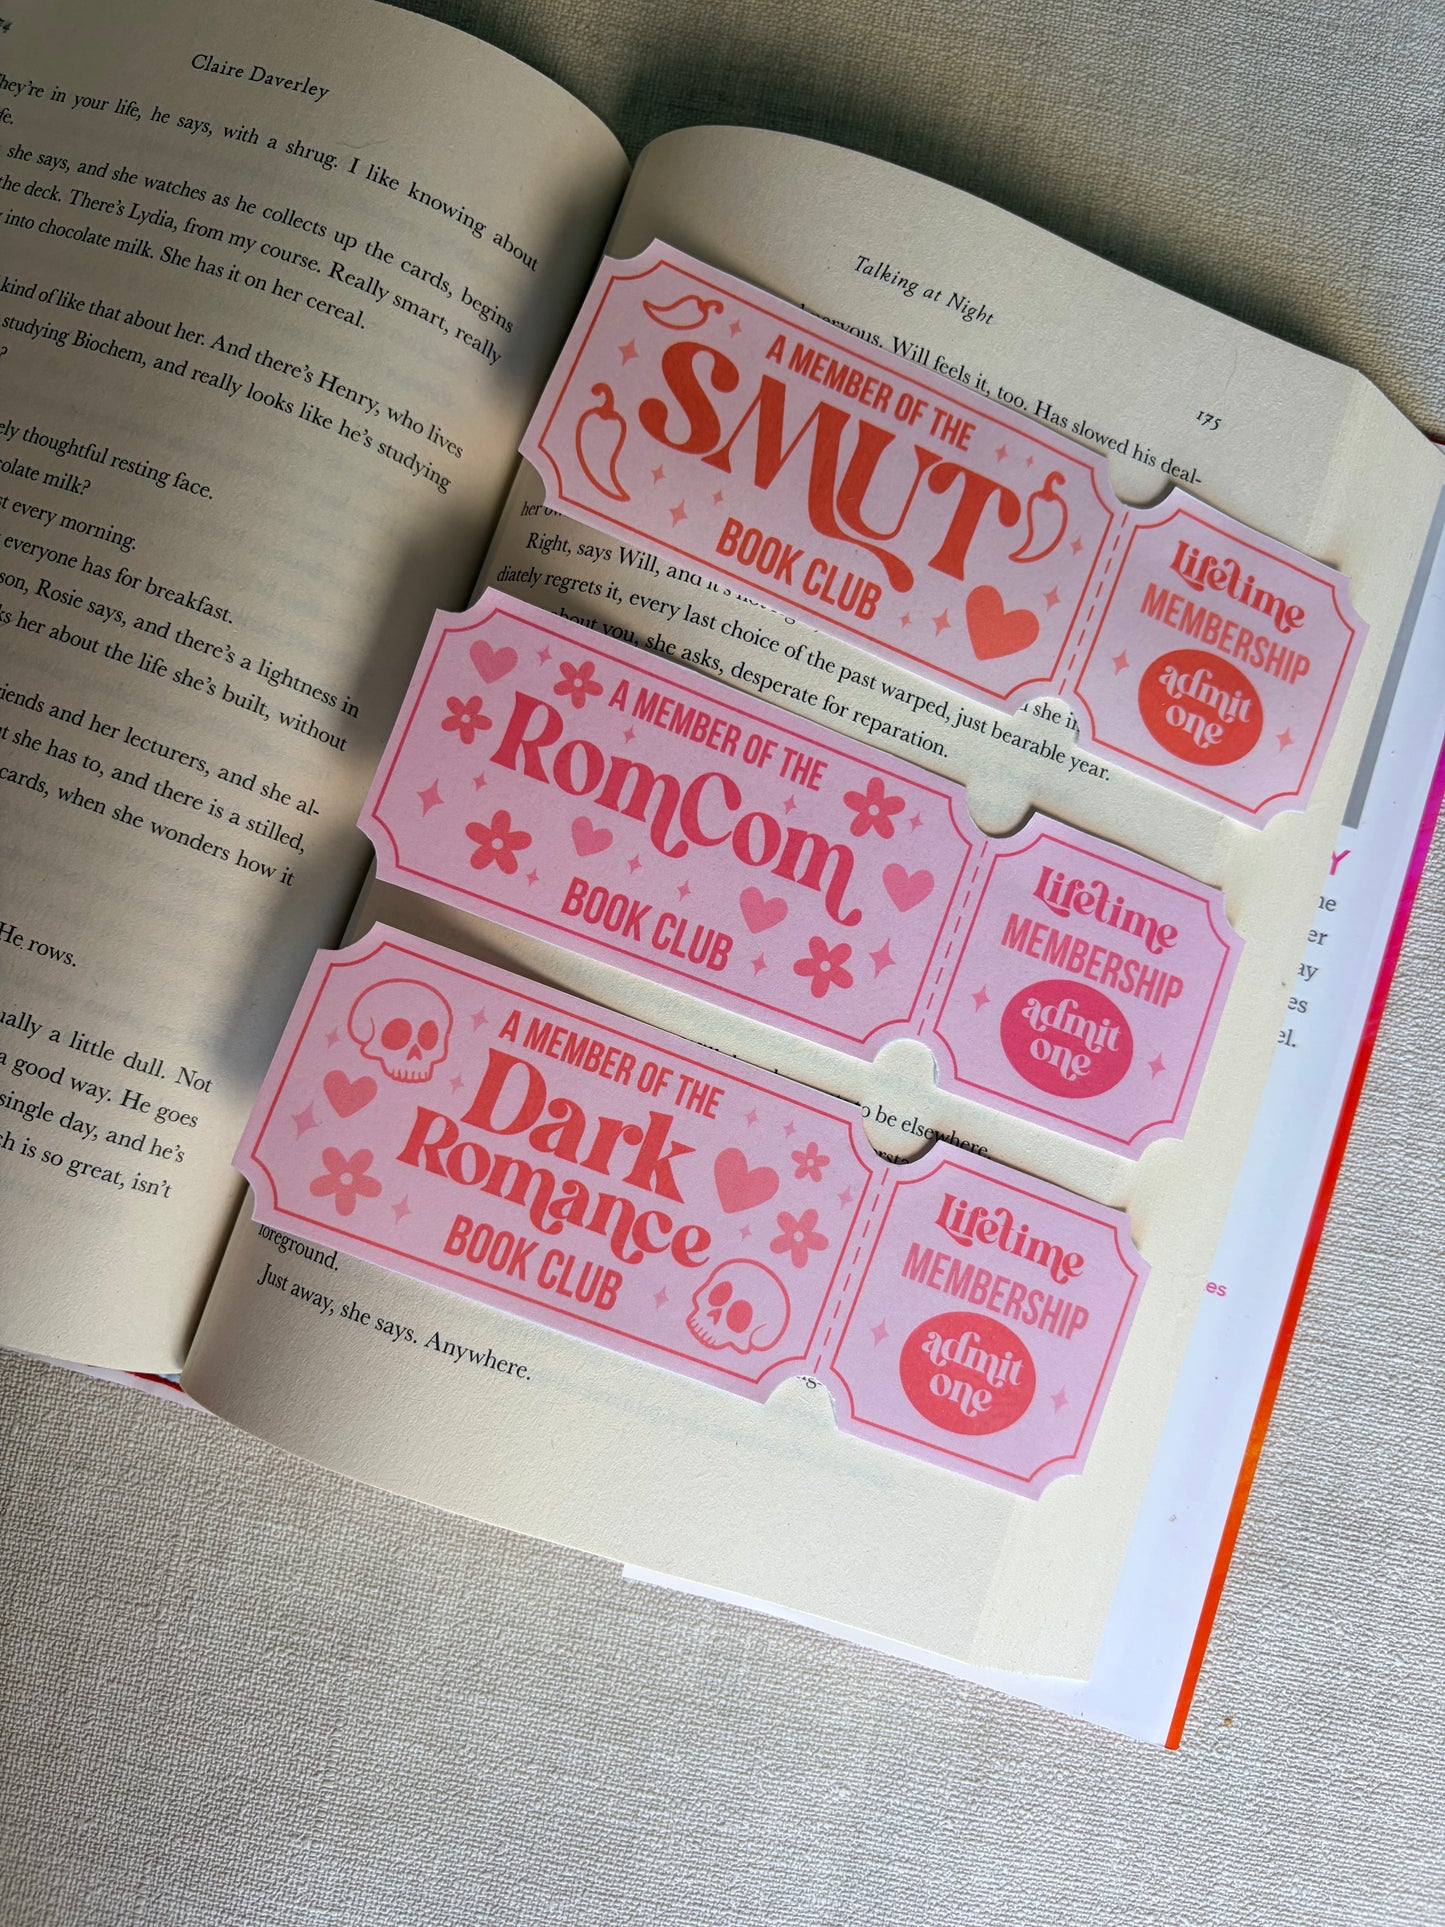 Claire Daverley
They're in your life, he says, with a shrug. I like knowing about
she says, and she watches as he collects up the cards, begins
the deck. There's Lydia, from my course. Really smart, really
into chocolate milk. She has it on her cereal.
kind of like that about her. And there's Henry, who lives
studying Biochem, and really looks like he's studying
?
thoughtful resting face.
milk?
every morning.
everyone has for breakfast.
Rosie says, and there's a lightness in
her about the life she's built, without
and her lecturers, and she al-
she has to, and there is a stilled,
cards, when she wonders how it
He rows.
a little dull. Not
a good way. He goes
single day, and he's
is so great, isn't
Talking at Night
175
nervous. Will feels it, too. Has slowed his deal-
her
Right, says Will, and it's
diately regrets it, every last choice of the past warped, just bearable year.
about you, she asks, desperate for reparation.
she
to be elsewhere.
foreground.
Just away, she says. Anywhere.
A MEMBER OF THE
SMUT
BOOK CLUB
Lifetime
MEMBERSHIP
admit
one
A MEMBER OF THE
RomCom
BOOK CLUB
Lifetime
MEMBERSHIP
admit
one
A MEMBER OF THE
Dark
Romance
BOOK CLUB
Lifetime
MEMBERSHIP
admit
one